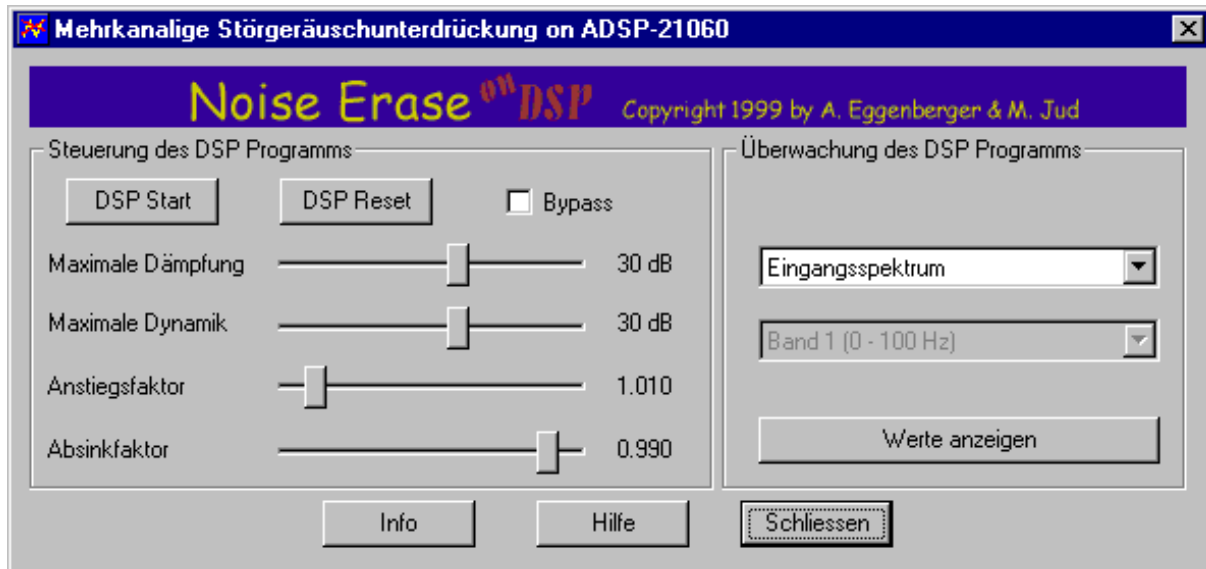 Mehrkanalige Störgeräuschunterdrückung on ADSP-21060
Noise Erase on DSP Copyright 1999 by A. Eggenberger & M. Jud
Steuerung des DSP Programms
DSP Start DSP Reset Bypass
Maximale Dämpfung 30 dB
Maximale Dynamik 30 dB
Anstiegsfaktor 1.010
Absinkfaktor 0.990
Überwachung des DSP Programms
Eingangsspektrum
Band 1 (0 - 100 Hz)
Werte anzeigen
Info Hilfe Schliessen